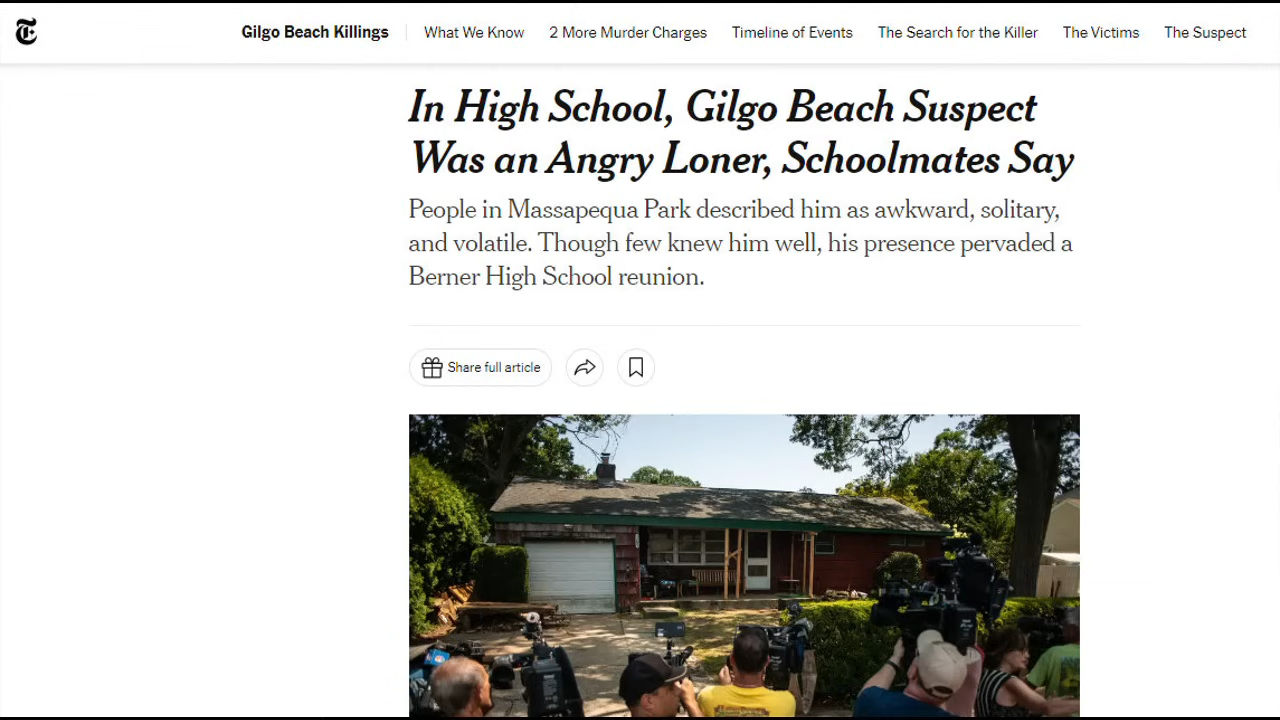 Gilgo Beach Killings What We Know 2 More Murder Charges Timeline of Events The Search for the Killer The Victims The Suspect
In High School, Gilgo Beach Suspect
Was an Angry Loner, Schoolmates Say
People in Massapequa Park described him as awkward, solitary,
and volatile. Though few knew him well, his presence pervaded a
Berner High School reunion.
Share full article